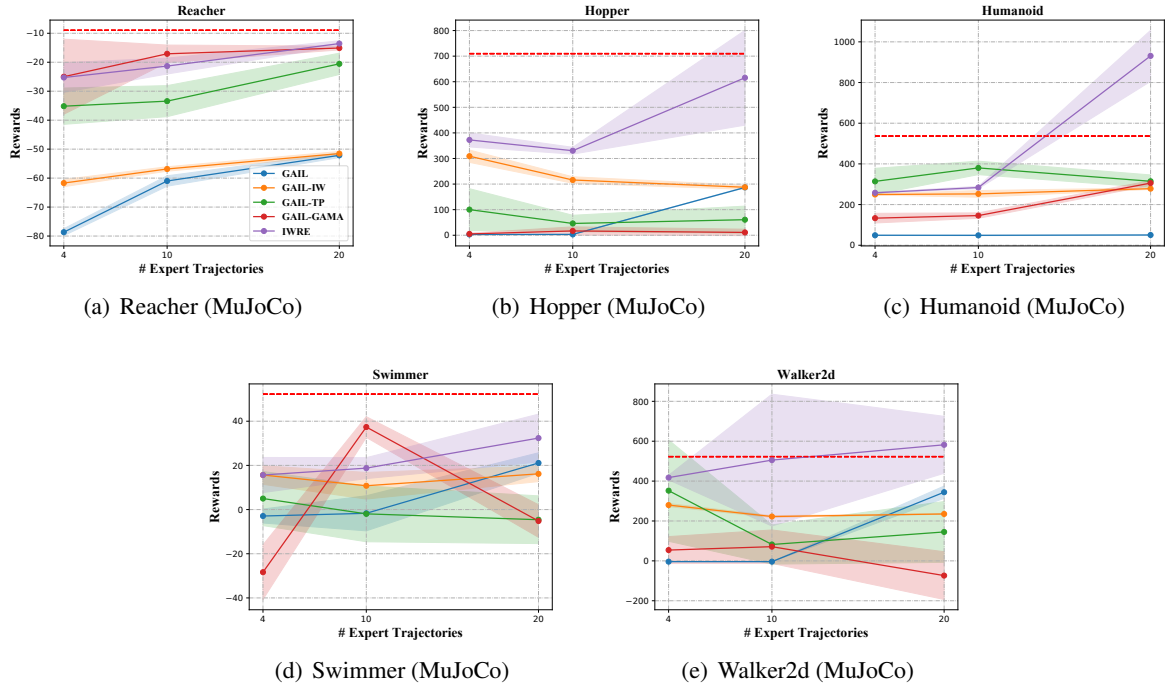 Reacher
−10
−20
−30
−40
−50
−60
−70
−80
Rewards
GAIL
GAIL-IW
GAIL-TP
GAIL-GAMA
IWRE
4
10
20
# Expert Trajectories
(a) Reacher (MuJoCo)
Hopper
800
700
600
500
400
300
200
100
0
Rewards
4
10
20
# Expert Trajectories
(b) Hopper (MuJoCo)
Humanoid
1000
800
600
400
200
0
Rewards
4
10
20
# Expert Trajectories
(c) Humanoid (MuJoCo)
Swimmer
40
20
0
−20
−40
Rewards
4
10
20
# Expert Trajectories
(d) Swimmer (MuJoCo)
Walker2d
800
600
400
200
0
−200
Rewards
4
10
20
# Expert Trajectories
(e) Walker2d (MuJoCo)